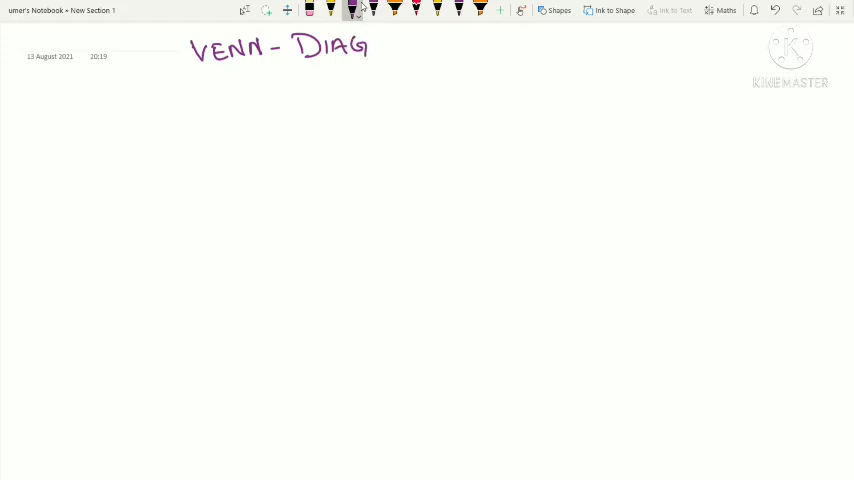 umer's Notebook » New Section 1
Shapes
Ink to Shape
Ink to Text
Maths
VENN - DIAG
13 August 2021 20:19
K
KINEMASTER